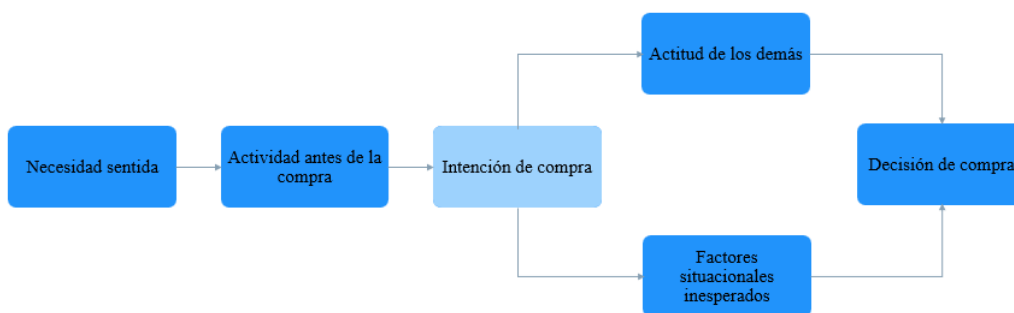 Necesidad sentida
Actividad antes de la
compra
Intención de compra
Actitud de los demás
Factores
situacionales
inesperados
Decisión de compra